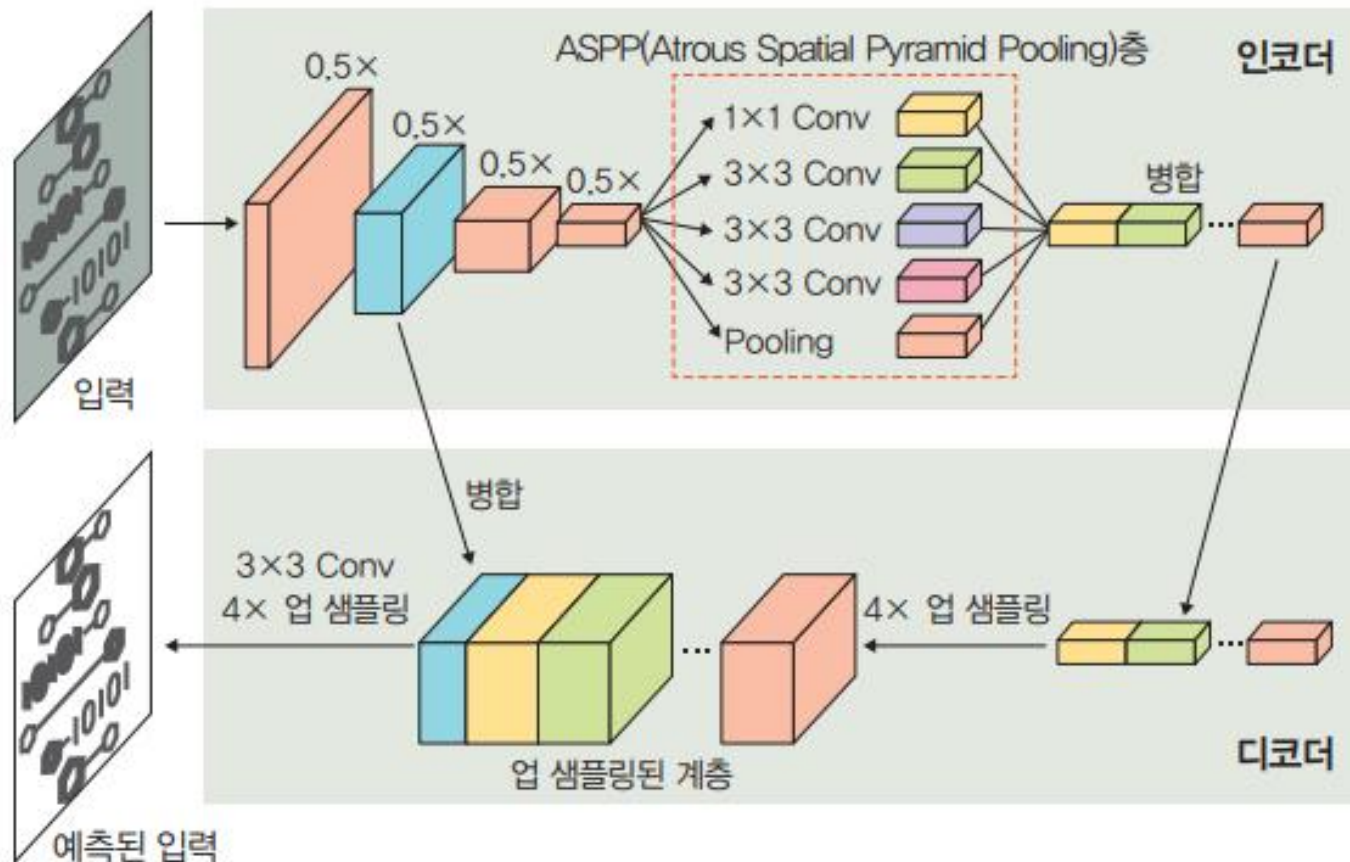 ASPP(Atrous Spatial Pyramid Pooling)층
인코더
0.5×
0.5×
0.5×
0.5×
1×1 Conv
3×3 Conv
3×3 Conv
3×3 Conv
Pooling
병합
입력
병합
3×3 Conv
4× 업 샘플링
4× 업 샘플링
업 샘플링된 계층
디코더
예측된 입력